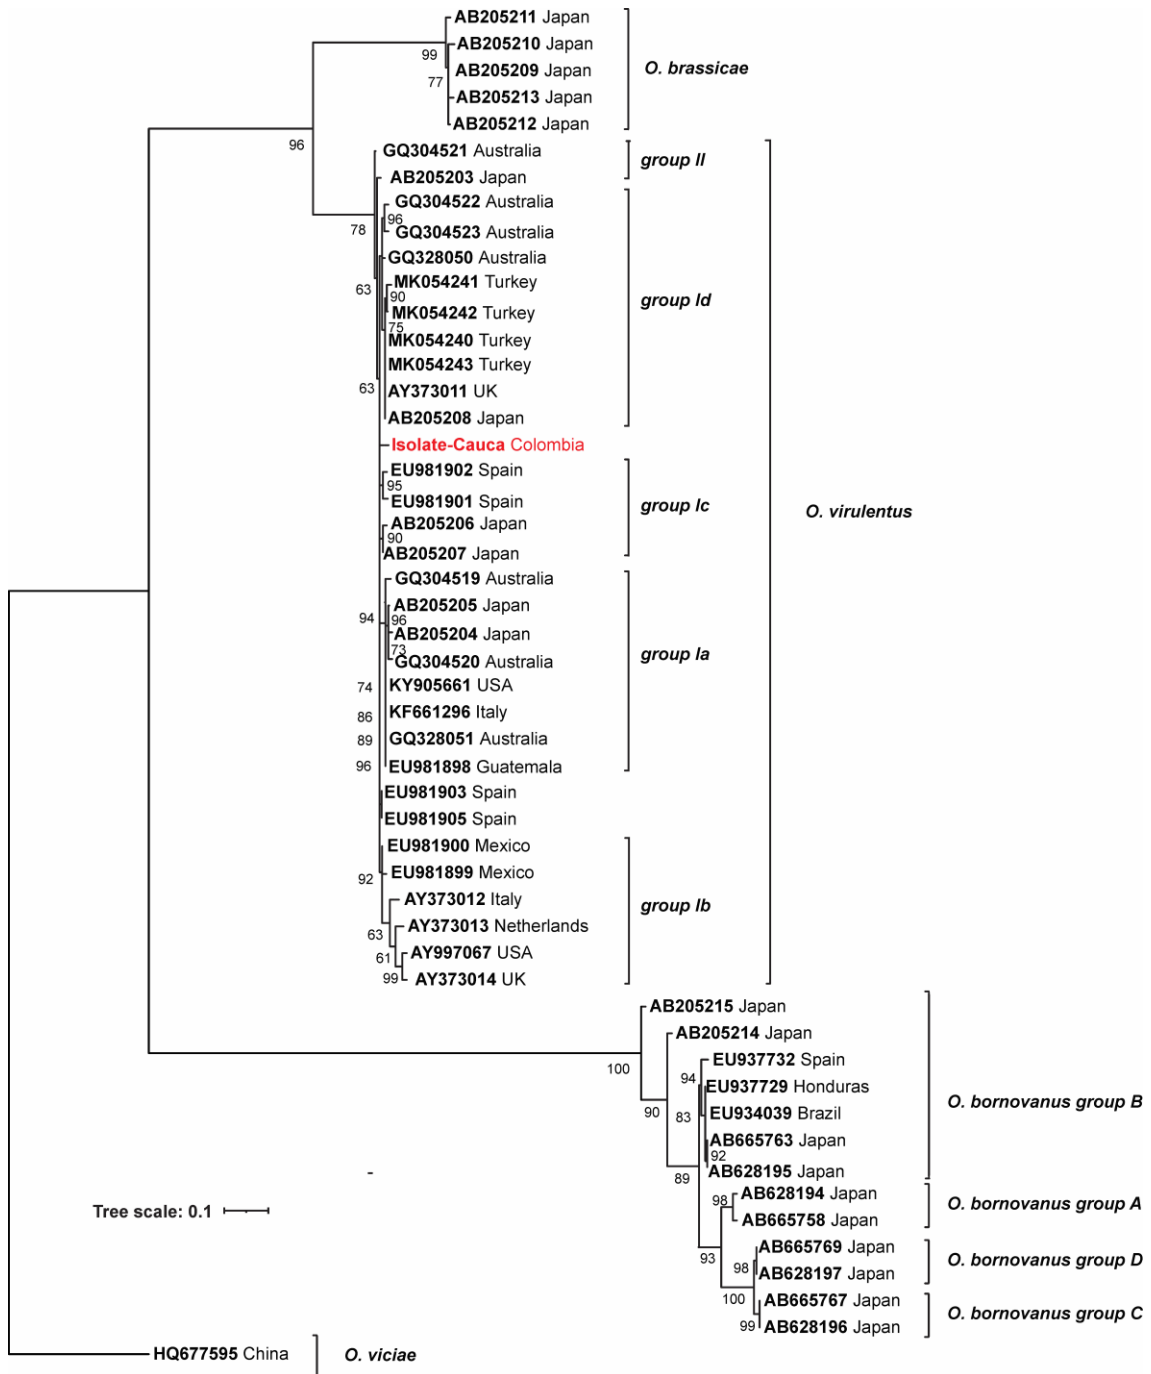 AB205211 Japan
99
AB205210 Japan
AB205209 Japan
O. brassicae
77
AB205213 Japan
AB205212 Japan
96
GQ304521 Australia
group II
AB205203 Japan
GQ304522 Australia
96
78
GQ304523 Australia
GQ328050 Australia
MK054241 Turkey
63
90
group Id
MK054242 Turkey
75
MK054240 Turkey
MK054243 Turkey
63
AY373011 UK
AB205208 Japan
Isolate-Cauca Colombia
EU981902 Spain
95
EU981901 Spain
group Ic
O. virulentus
AB205206 Japan
90
AB205207 Japan
GQ304519 Australia
AB205205 Japan
94
96
AB205204 Japan
73
GQ304520 Australia
group Ia
74
KY905661 USA
86
KF661296 Italy
89
GQ328051 Australia
96
EU981898 Guatemala
EU981903 Spain
EU981905 Spain
EU981900 Mexico
92
EU981899 Mexico
AY373012 Italy
group Ib
63
AY373013 Netherlands
61
AY997067 USA
99
AY373014 UK
AB205215 Japan
AB205214 Japan
100
EU937732 Spain
94
EU937729 Honduras
90
83
EU934039 Brazil
O. bornovanus group B
AB665763 Japan
92
AB628195 Japan
89
AB628194 Japan
98
O. bornovanus group A
AB665758 Japan
Tree scale: 0.1
93
AB665769 Japan
98
O. bornovanus group D
AB628197 Japan
100
AB665767 Japan
O. bornovanus group C
99
AB628196 Japan
HQ677595 China
O. viciae